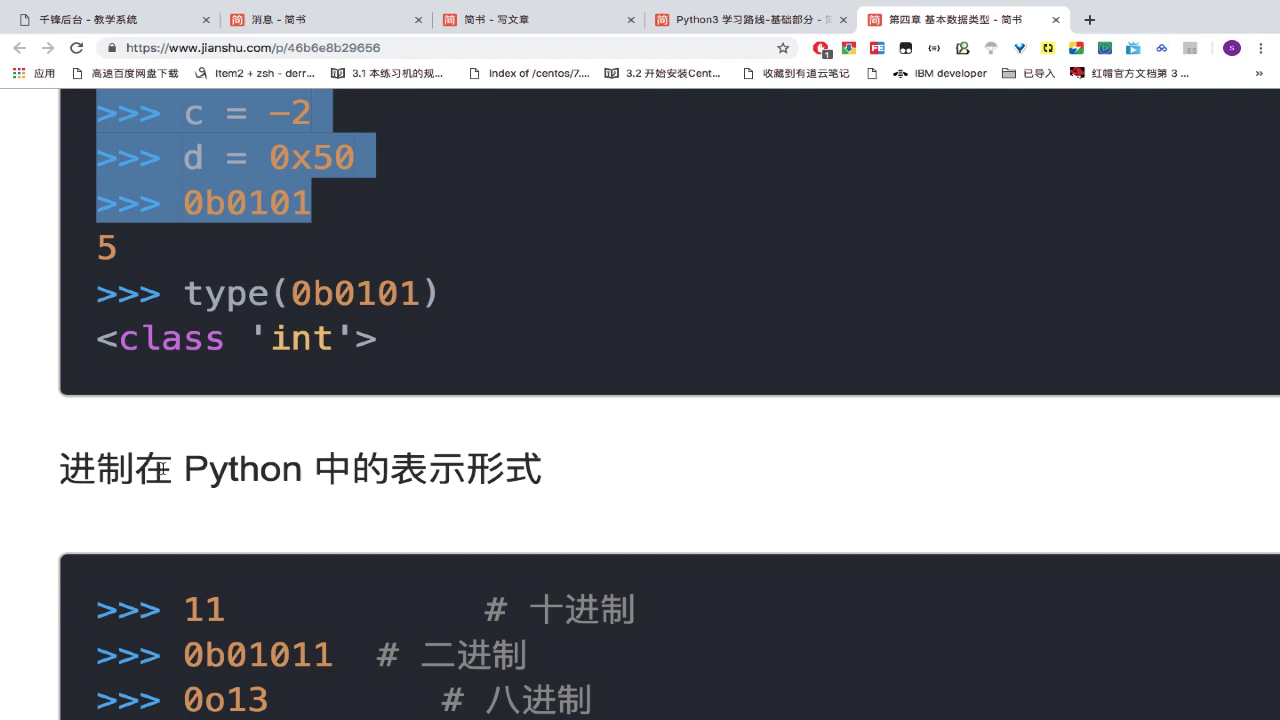 千锋后台 - 教学系统
消息 - 简书
简书 - 写文章
Python3 学习路线-基础部分 -
第四章 基本数据类型 - 简书
https://www.jianshu.com/p/46b6e8b29656
应用
高速百度网盘下载
Item2 + zsh - derr...
3.1 本练习机的规...
Index of /centos/7....
3.2 开始安装Cent...
收藏到有道云笔记
IBM developer
已导入
红帽官方文档第 3 ...
>>> c = -2
>>> d = 0x50
>>> 0b0101
5
>>> type(0b0101)
<class 'int'>
进制在 Python 中的表示形式
>>> 11 # 十进制
>>> 0b01011 # 二进制
>>> 0o13 # 八进制